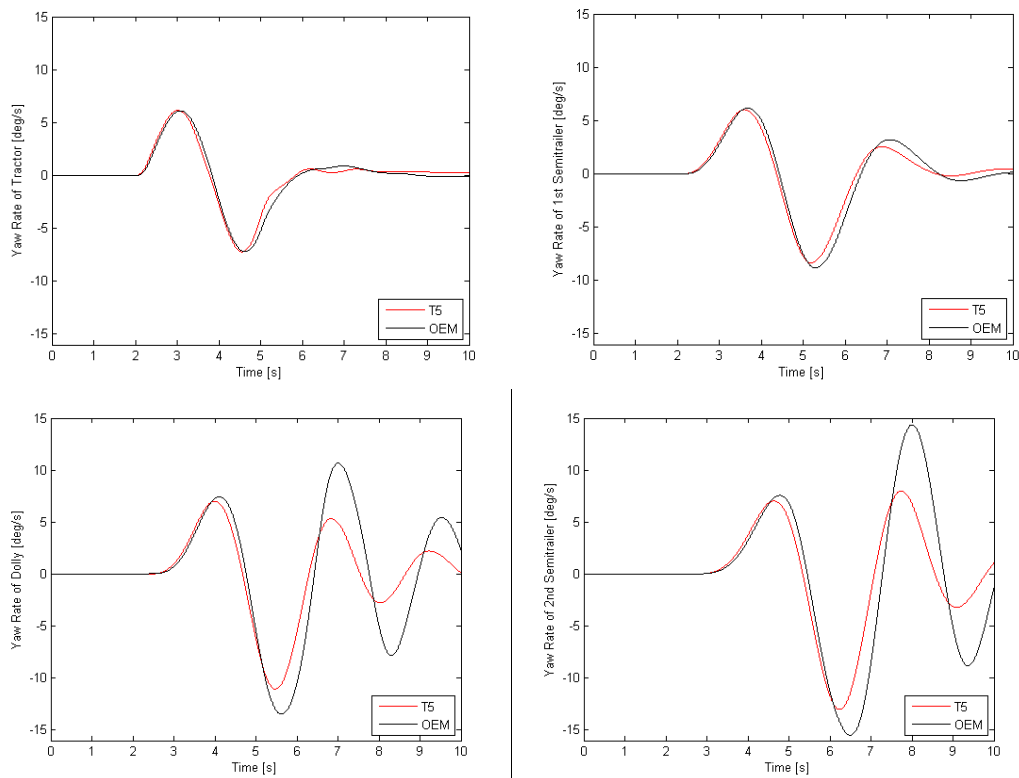 15
10
5
0
-5
-10
-15
Yaw Rate of Tractor [deg/s]
T5
OEM
0 1 2 3 4 5 6 7 8 9 10
Time [s]
15
10
5
0
-5
-10
-15
Yaw Rate of 1st Semitrailer [deg/s]
T5
OEM
0 1 2 3 4 5 6 7 8 9 10
Time [s]
15
10
5
0
-5
-10
-15
Yaw Rate of Dolly [deg/s]
T5
OEM
0 1 2 3 4 5 6 7 8 9 10
Time [s]
15
10
5
0
-5
-10
-15
Yaw Rate of 2nd Semitrailer [deg/s]
T5
OEM
0 1 2 3 4 5 6 7 8 9 10
Time [s]